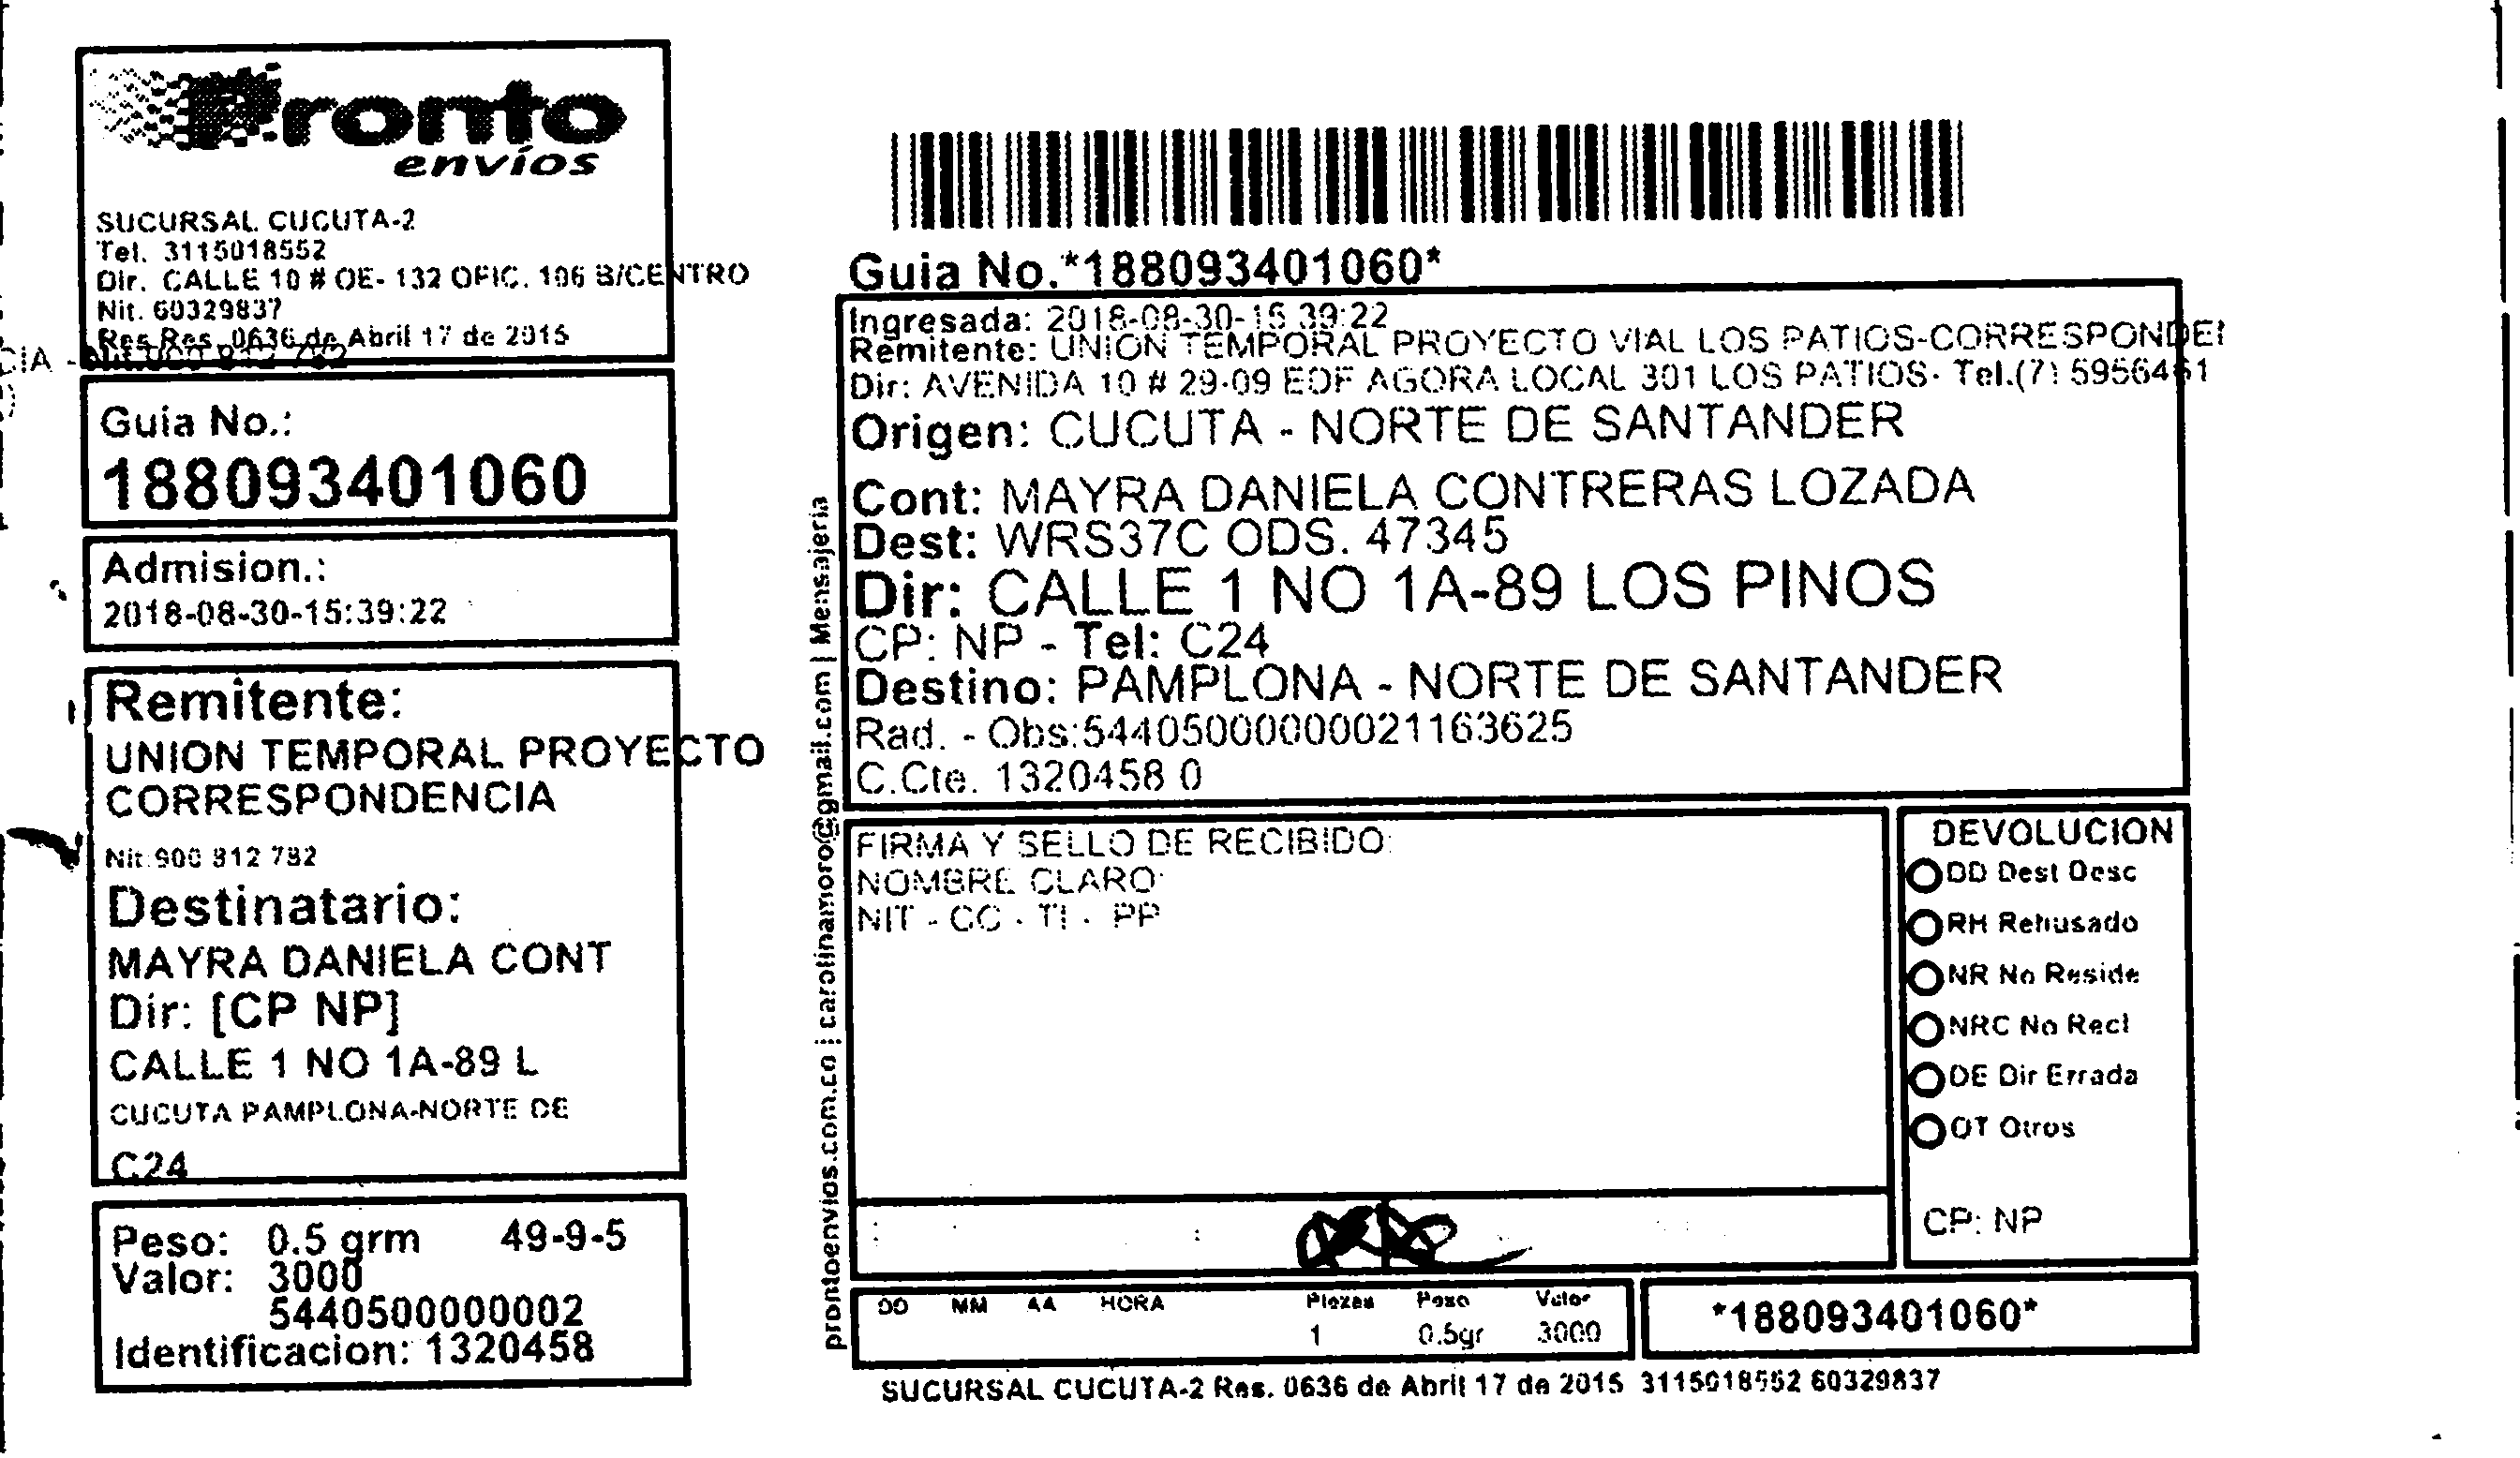 Pronto
envíos
SUCURSAL CUCUTA-2
Tel. 3115018552
Dir. CALLE 10 # OE- 132 OFIC. 106 B/CENTRO
Nit. 60329837
Res Res. 0636 de Abril 17 de 2015
CIA -
Guia No.:
188093401060
Admision.:
2018-08-30-15:39:22
Remitente:
UNION TEMPORAL PROYECTO
CORRESPONDENCIA
Nit:900 812 782
Destinatario:
MAYRA DANIELA CONT
Dir: [CP NP]
CALLE 1 NO 1A-89 L
CUCUTA PAMPLONA-NORTE DE
C24
Peso: 0.5 grm 49-9-5
Valor: 3000
5440500000002
Identificacion: 1320458
prontoenvios.com.co | carolinamoro@gmail.com | Mensajeria
Guia No.*188093401060*
Ingresada: 2018-08-30-15:39:22
Remitente: UNION TEMPORAL PROYECTO VIAL LOS PATIOS-CORRESPONDEN
Dir: AVENIDA 10 # 29-09 EDF AGORA LOCAL 301 LOS PATIOS- Tel.(7) 5956461
Origen: CUCUTA - NORTE DE SANTANDER
Cont: MAYRA DANIELA CONTRERAS LOZADA
Dest: WRS37C ODS. 47345
Dir: CALLE 1 NO 1A-89 LOS PINOS
CP: NP - Tel: C24
Destino: PAMPLONA - NORTE DE SANTANDER
Rad. - Obs:544050000000021163625
C.Cte. 1320458 0
FIRMA Y SELLO DE RECIBIDO:
NOMBRE CLARO:
NIT - CC - TI - PP
DEVOLUCION
DD Dest Desc
RH Rehusado
NR No Reside
NRC No Recl
DE Dir Errada
OT Otros
CP: NP
DD MM AA HORA Piezas Peso Valor
1 0.5gr 3000
*188093401060*
SUCURSAL CUCUTA-2 Res. 0636 de Abril 17 de 2015 3115018552 60329837